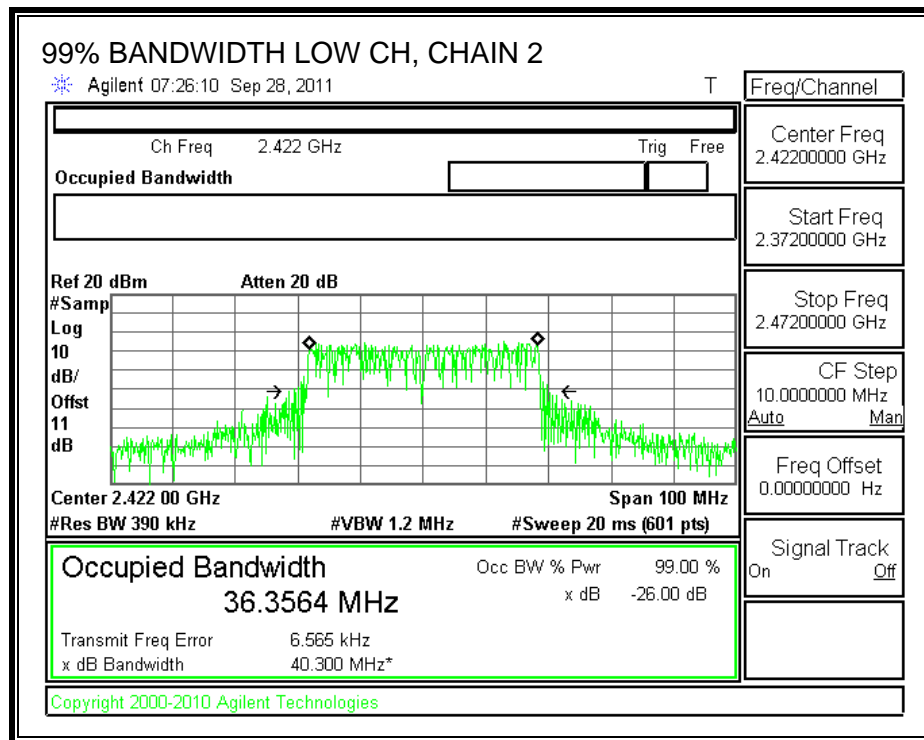 99% BANDWIDTH LOW CH, CHAIN 2
Agilent 07:26:10 Sep 28, 2011 T
Freq/Channel
Ch Freq 2.422 GHz Trig Free
Occupied Bandwidth
Center Freq
2.42200000 GHz
Start Freq
2.37200000 GHz
Stop Freq
2.47200000 GHz
CF Step
10.0000000 MHz
Auto Man
Freq Offset
0.00000000 Hz
Signal Track
On Off
Ref 20 dBm Atten 20 dB
#Samp
Log
10
dB/
Offst
11
dB
Center 2.422 00 GHz Span 100 MHz
#Res BW 390 kHz #VBW 1.2 MHz #Sweep 20 ms (601 pts)
Occupied Bandwidth
36.3564 MHz
Occ BW % Pwr 99.00 %
x dB -26.00 dB
Transmit Freq Error 6.565 kHz
x dB Bandwidth 40.300 MHz*
Copyright 2000-2010 Agilent Technologies